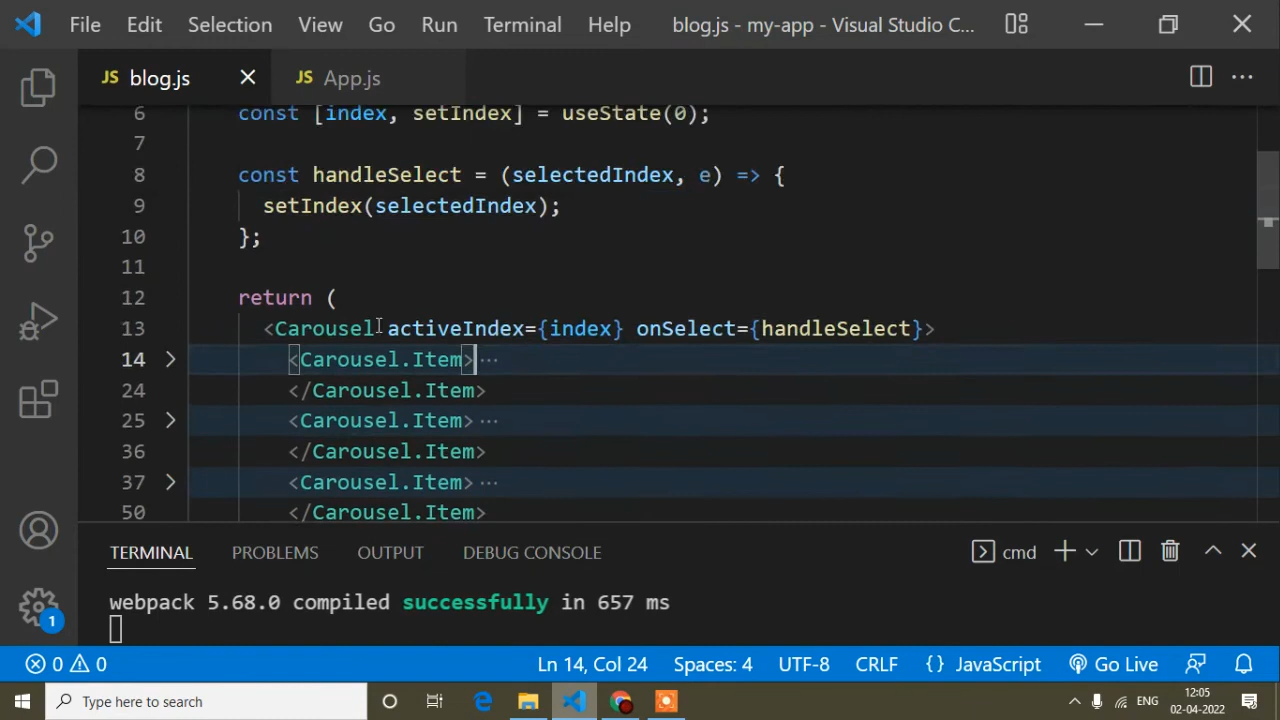 File Edit Selection View Go Run Terminal Help blog.js - my-app - Visual Studio C...
JS blog.js JS App.js
6 const [index, setIndex] = useState(0);
7
8 const handleSelect = (selectedIndex, e) => {
9 setIndex(selectedIndex);
10 };
11
12 return (
13 <Carousel activeIndex={index} onSelect={handleSelect}>
14 <Carousel.Item>···
24 </Carousel.Item>
25 <Carousel.Item>···
36 </Carousel.Item>
37 <Carousel.Item>···
50 </Carousel.Item>
TERMINAL PROBLEMS OUTPUT DEBUG CONSOLE cmd
webpack 5.68.0 compiled successfully in 657 ms
1
0 0 Ln 14, Col 24 Spaces: 4 UTF-8 CRLF {} JavaScript Go Live
Type here to search ENG 12:05
02-04-2022